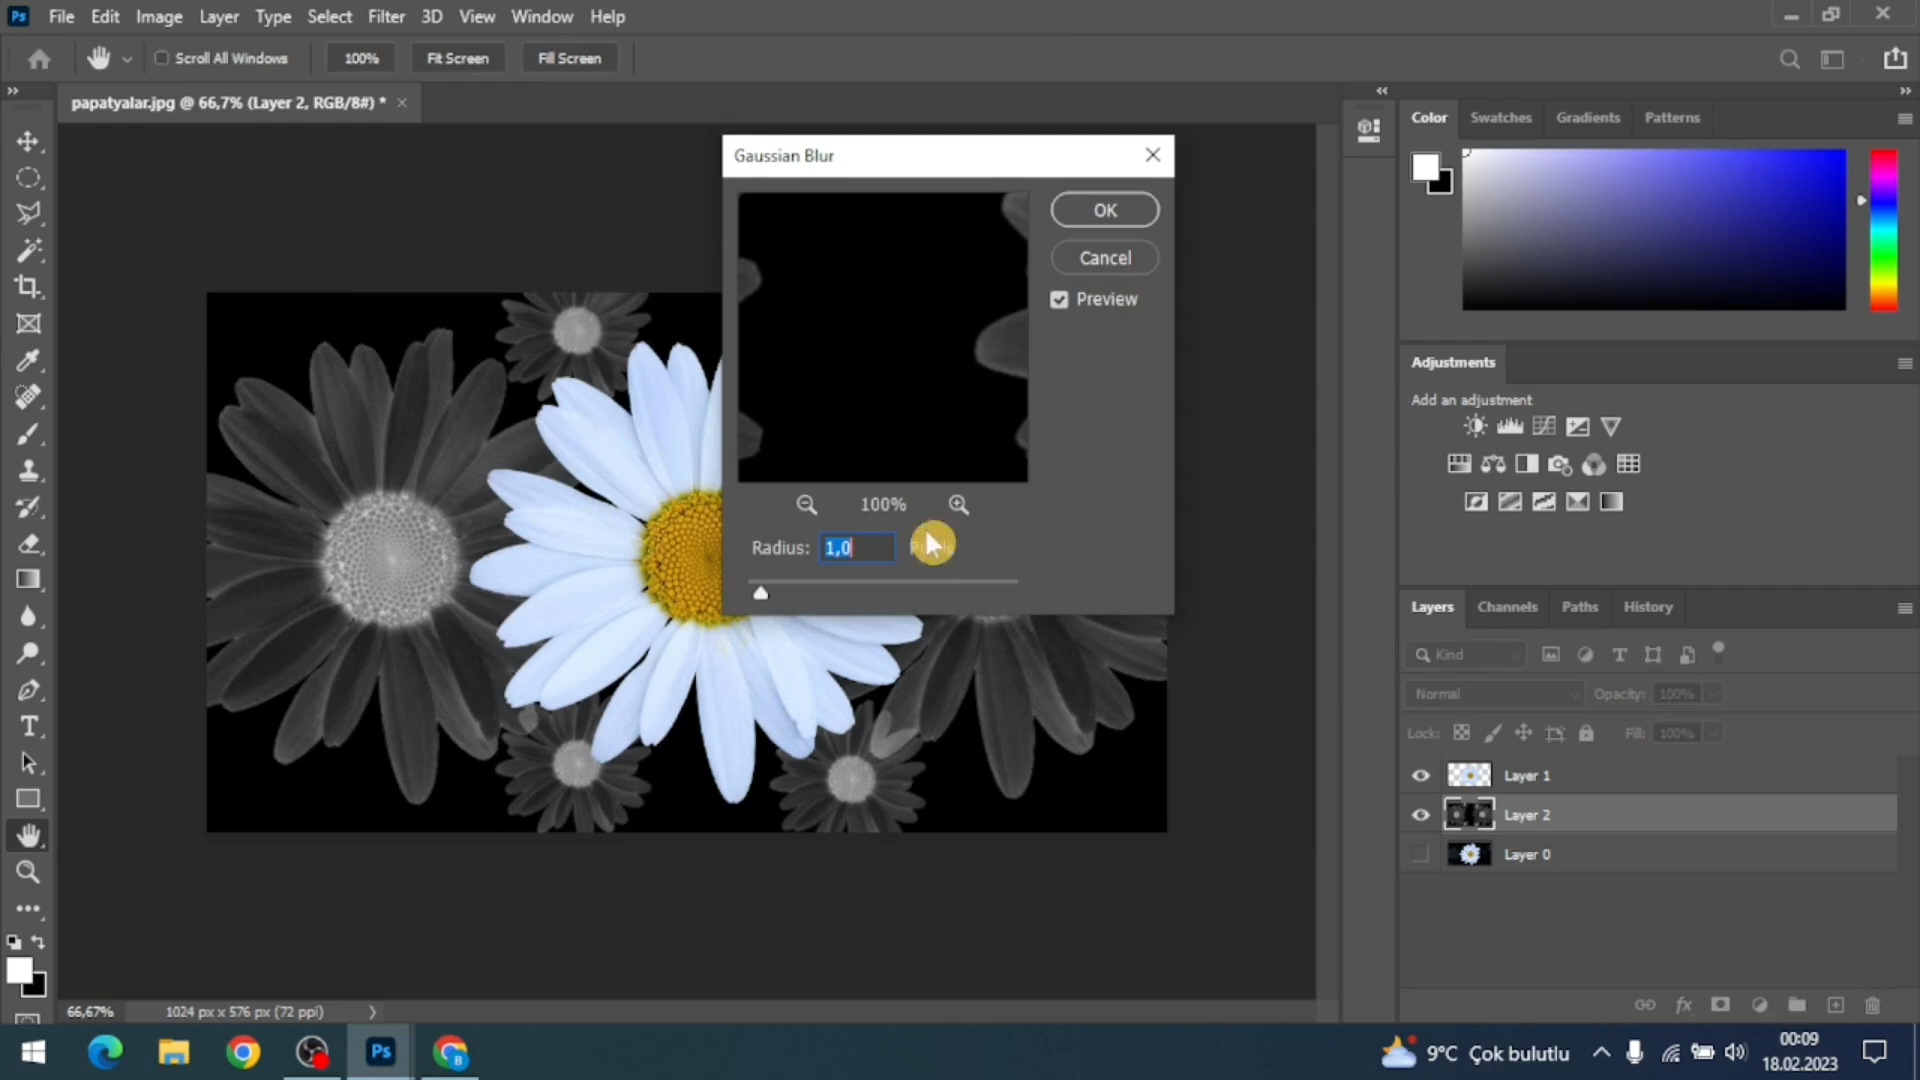 Ps File Edit Image Layer Type Select Filter 3D View Window Help
Scroll All Windows 100% Fit Screen Fill Screen
papatyalar.jpg @ 66,7% (Layer 2, RGB/8#) *
Gaussian Blur
OK
Cancel
Preview
100%
Radius: 1,0
Color Swatches Gradients Patterns
Adjustments
Add an adjustment
Layers Channels Paths History
Kind
Normal Opacity: 100%
Lock: Fill: 100%
Layer 1
Layer 2
Layer 0
66,67% 1024 px x 576 px (72 ppi)
Ps
B
9°C Çok bulutlu
00:09
18.02.2023